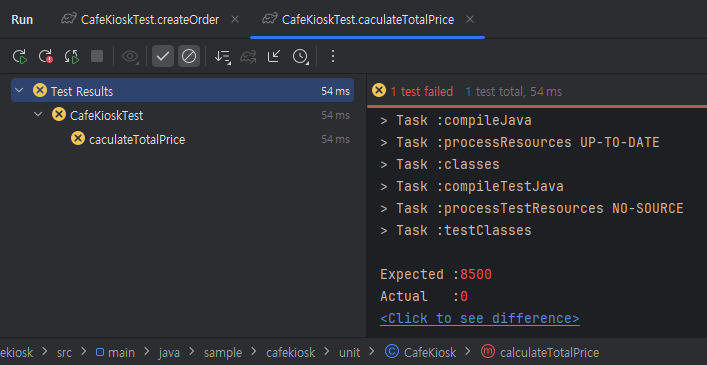 Run CafeKioskTest.createOrder CafeKioskTest.caculateTotalPrice
Test Results 54 ms
CafeKioskTest 54 ms
caculateTotalPrice 54 ms
1 test failed 1 test total, 54 ms
> Task :compileJava
> Task :processResources UP-TO-DATE
> Task :classes
> Task :compileTestJava
> Task :processTestResources NO-SOURCE
> Task :testClasses
Expected :8500
Actual :0
<Click to see difference>
ekiosk > src > main > java > sample > cafekiosk > unit > C CafeKiosk > m calculateTotalPrice